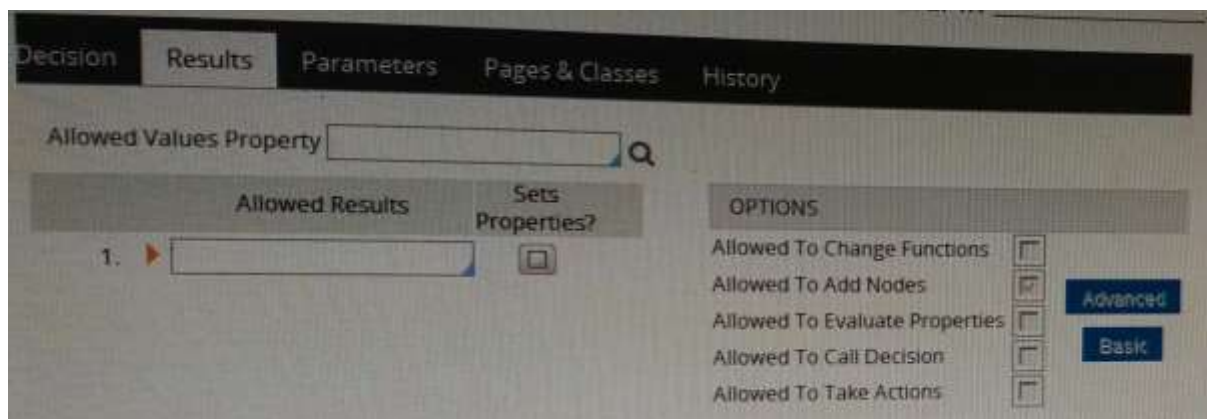 Decision Results Parameters Pages & Classes History
Allowed Values Property
Allowed Results Sets Properties?
1.
OPTIONS
Allowed To Change Functions
Allowed To Add Nodes
Allowed To Evaluate Properties
Allowed To Call Decision
Allowed To Take Actions
Advanced
Basic